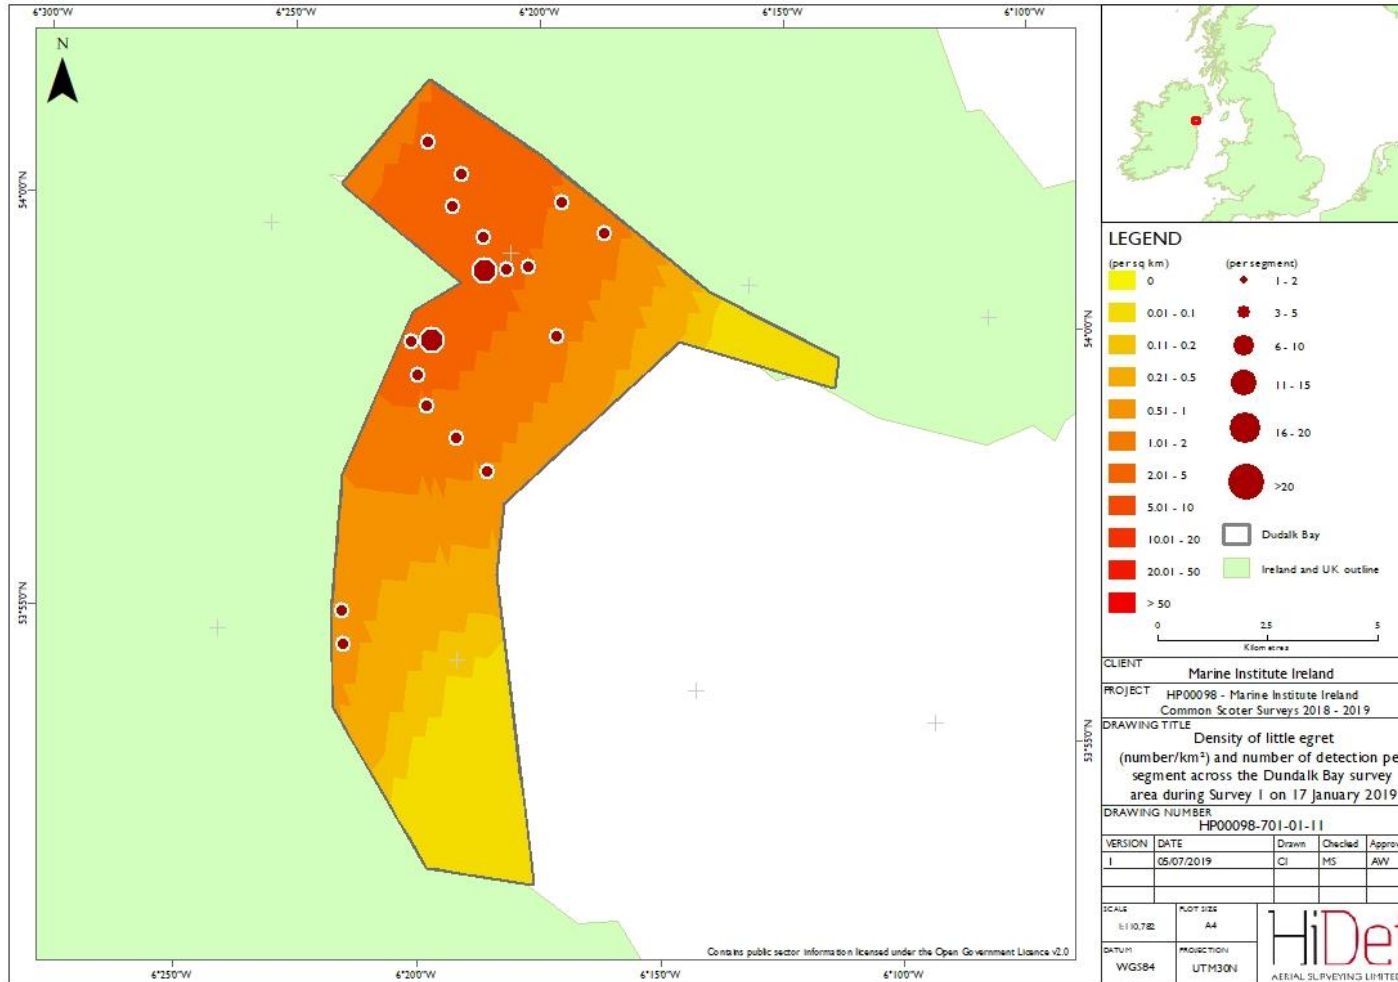 6°30'0"W 6°25'0"W 6°20'0"W 6°15'0"W 6°10'0"W
N
54°0'0"N
54°0'0"N
53°55'0"N
53°55'0"N
6°25'0"W 6°20'0"W 6°15'0"W 6°10'0"W
Contains public sector information licensed under the Open Government Licence v2.0
LEGEND
(per sq km) (per segment)
0 1 - 2
0.01 - 0.1 3 - 5
0.11 - 0.2 6 - 10
0.21 - 0.5 11 - 15
0.51 - 1 16 - 20
1.01 - 2 >20
2.01 - 5
5.01 - 10
10.01 - 20 Dudalk Bay
20.01 - 50 Ireland and UK outline
> 50
0 2.5 5
Kilometres
CLIENT
Marine Institute Ireland
PROJECT HP00098 - Marine Institute Ireland
Common Scoter Surveys 2018 - 2019
DRAWING TITLE
Density of little egret
(number/km²) and number of detection pe
segment across the Dundalk Bay survey
area during Survey 1 on 17 January 2019
DRAWING NUMBER
HP00098-701-01-11
VERSION DATE Drawn Checked Approv
1 05/07/2019 CI MS AW
SCALE PLOT SIZE
1:110,782 A4
DATUM PROJECTION
WGS84 UTM30N
HiDef
AERIAL SURVEYING LIMITED